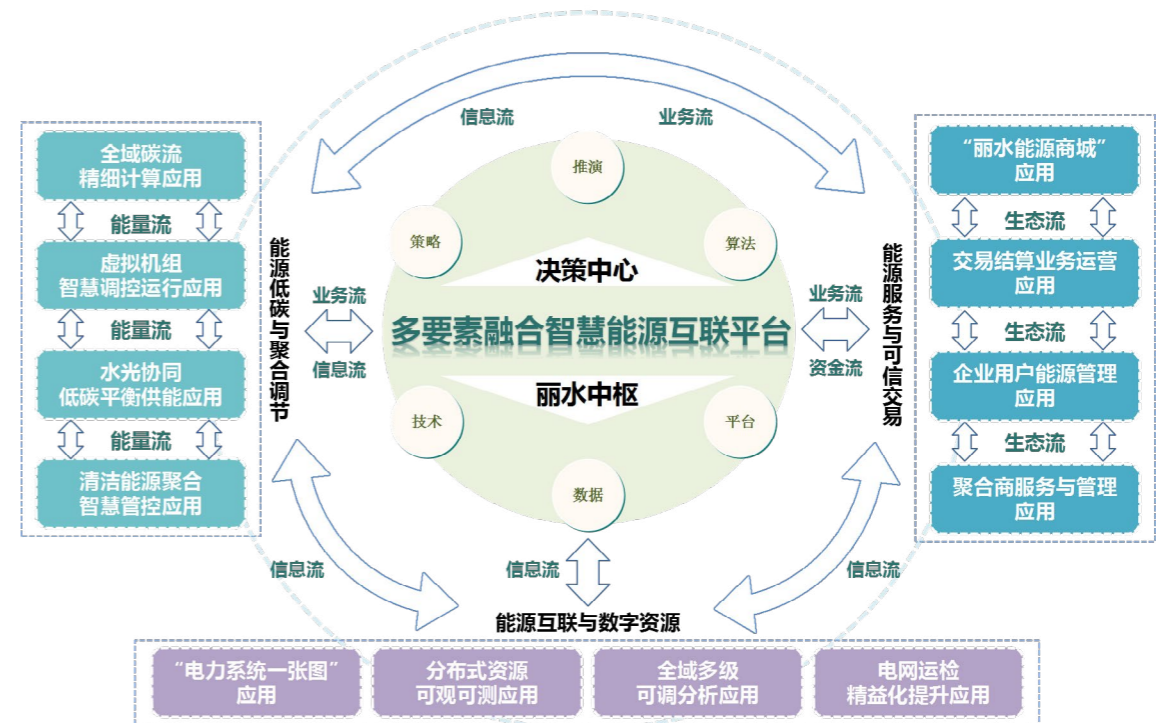 信息流
业务流
全域碳流
精细计算应用
能量流
虚拟机组
智慧调控运行应用
能量流
水光协同
低碳平衡供能应用
能量流
清洁能源聚合
智慧管控应用
能源低碳与聚合调节
业务流
信息流
推演
策略
算法
决策中心
多要素融合智慧能源互联平台
丽水中枢
技术
平台
数据
业务流
资金流
能源服务与可信交易
“丽水能源商城”
应用
生态流
交易结算业务运营
应用
生态流
企业用户能源管理
应用
生态流
聚合商服务与管理
应用
信息流
信息流
信息流
能源互联与数字资源
“电力系统一张图”
应用
分布式资源
可观可测应用
全域多级
可调分析应用
电网运检
精益化提升应用